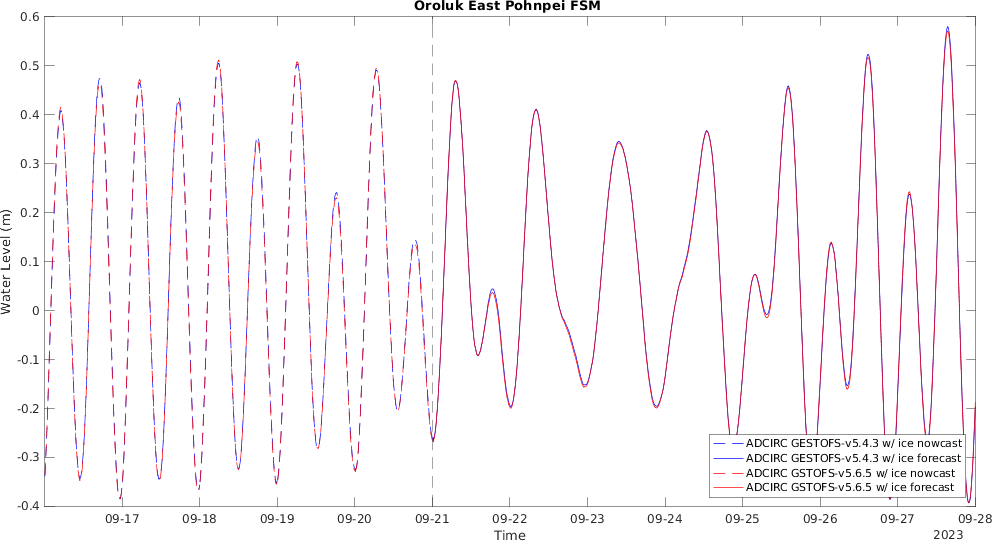 Oroluk East Pohnpei FSM
0.6
0.5
0.4
0.3
0.2
0.1
0
-0.1
-0.2
-0.3
-0.4
Water Level (m)
ADCIRC GESTOFS-v5.4.3 w/ ice nowcast
ADCIRC GESTOFS-v5.4.3 w/ ice forecast
ADCIRC GSTOFS-v5.6.5 w/ ice nowcast
ADCIRC GSTOFS-v5.6.5 w/ ice forecast
09-17 09-18 09-19 09-20 09-21 09-22 09-23 09-24 09-25 09-26 09-27 09-28
Time
2023